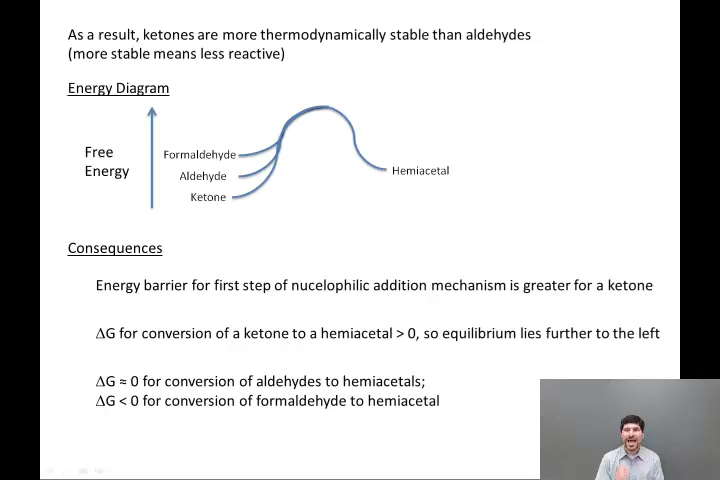 As a result, ketones are more thermodynamically stable than aldehydes
(more stable means less reactive)
Energy Diagram
Free
Energy
Formaldehyde
Aldehyde
Ketone
Hemiacetal
Consequences
Energy barrier for first step of nucelophilic addition mechanism is greater for a ketone
ΔG for conversion of a ketone to a hemiacetal > 0, so equilibrium lies further to the left
ΔG ≈ 0 for conversion of aldehydes to hemiacetals;
ΔG < 0 for conversion of formaldehyde to hemiacetal